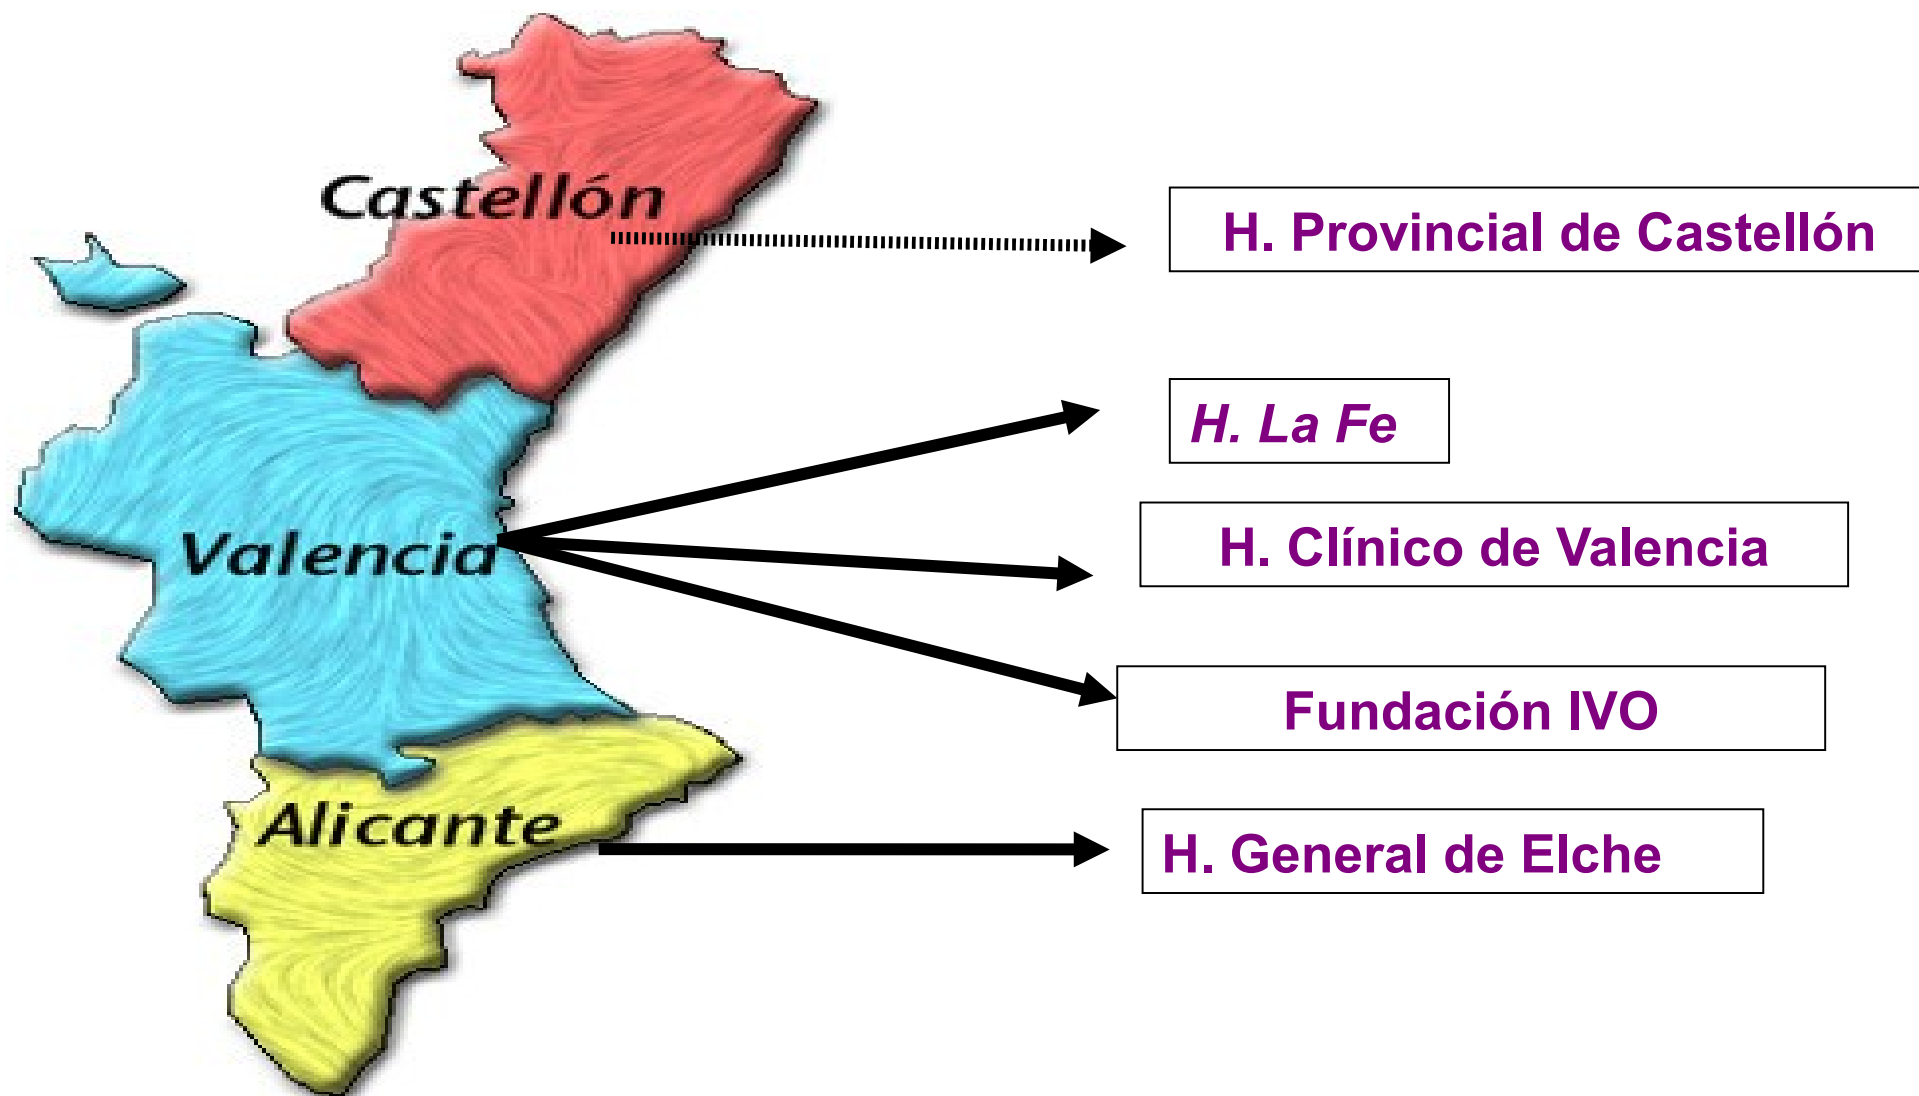 Castellón
H. Provincial de Castellón
H. La Fe
Valencia
H. Clínico de Valencia
Fundación IVO
Alicante
H. General de Elche